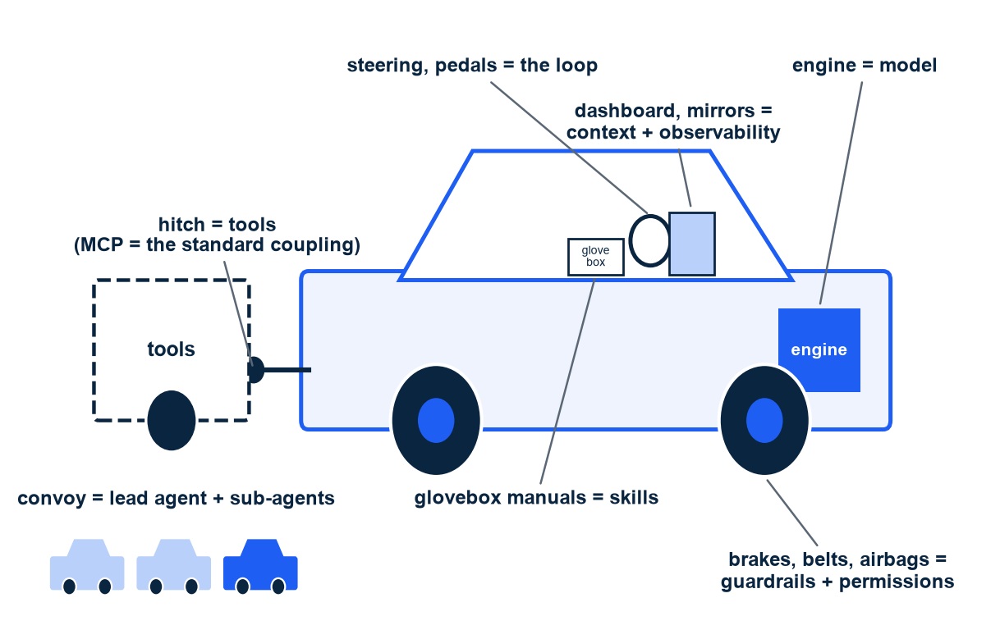 steering, pedals = the loop
engine = model
dashboard, mirrors =
context + observability
hitch = tools
(MCP = the standard coupling)
glove
box
tools
engine
convoy = lead agent + sub-agents
glovebox manuals = skills
brakes, belts, airbags =
guardrails + permissions